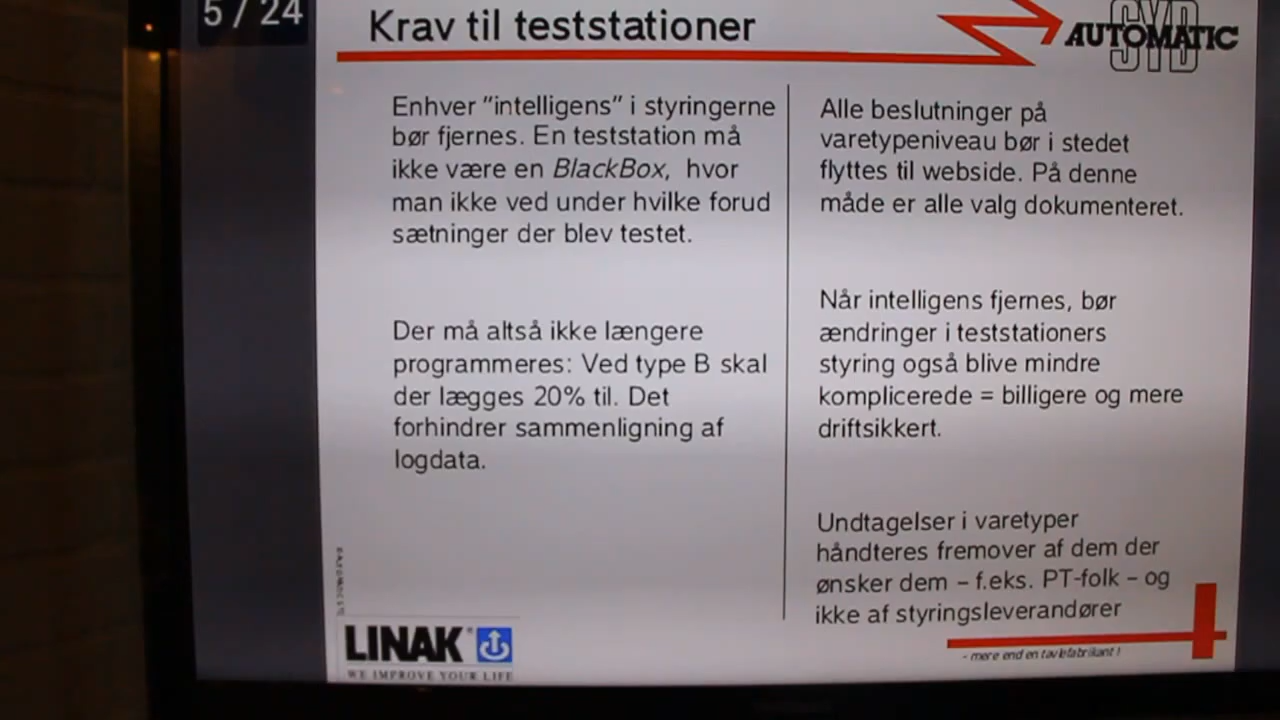 5 / 24
Krav til teststationer
SYD
AUTOMATIC
Enhver "intelligens" i styringerne
bør fjernes. En teststation må
ikke være en BlackBox, hvor
man ikke ved under hvilke forud
sætninger der blev testet.
Der må altså ikke længere
programmeres: Ved type B skal
der lægges 20% til. Det
forhindrer sammenligning af
logdata.
Alle beslutninger på
varetypeniveau bør i stedet
flyttes til webside. På denne
måde er alle valg dokumenteret.
Når intelligens fjernes, bør
ændringer i teststationers
styring også blive mindre
komplicerede = billigere og mere
driftsikkert.
Undtagelser i varetyper
håndteres fremover af dem der
ønsker dem – f.eks. PT-folk – og
ikke af styringsleverandører
LINAK®
WE IMPROVE YOUR LIFE
- mere end en tavlefabrikant !